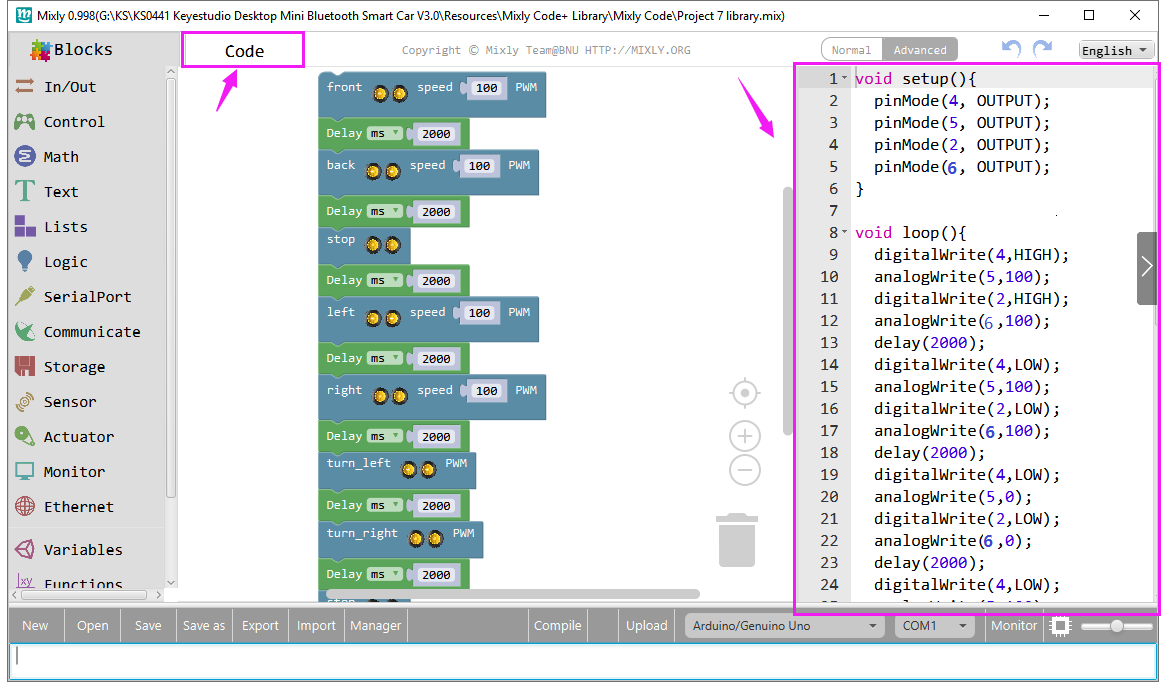 Mixly 0.998(G:\KS\KS0441 Keyestudio Desktop Mini Bluetooth Smart Car V3.0\Resources\Mixly Code+ Library\Mixly Code\Project 7 library.mix)
Blocks
Code
Copyright © Mixly Team@BNU HTTP://MIXLY.ORG
Normal Advanced
English
In/Out
Control
Math
Text
Lists
Logic
SerialPort
Communicate
Storage
Sensor
Actuator
Monitor
Ethernet
Variables
Functions
front speed 100 PWM
Delay ms 2000
back speed 100 PWM
Delay ms 2000
stop
Delay ms 2000
left speed 100 PWM
Delay ms 2000
right speed 100 PWM
Delay ms 2000
turn_left PWM
Delay ms 2000
turn_right PWM
Delay ms 2000
1 void setup(){
2 pinMode(4, OUTPUT);
3 pinMode(5, OUTPUT);
4 pinMode(2, OUTPUT);
5 pinMode(6, OUTPUT);
6 }
7
8 void loop(){
9 digitalWrite(4,HIGH);
10 analogWrite(5,100);
11 digitalWrite(2,HIGH);
12 analogWrite(6,100);
13 delay(2000);
14 digitalWrite(4,LOW);
15 analogWrite(5,100);
16 digitalWrite(2,LOW);
17 analogWrite(6,100);
18 delay(2000);
19 digitalWrite(4,LOW);
20 analogWrite(5,0);
21 digitalWrite(2,LOW);
22 analogWrite(6,0);
23 delay(2000);
24 digitalWrite(4,LOW);
New Open Save Save as Export Import Manager Compile Upload Arduino/Genuino Uno COM1 Monitor